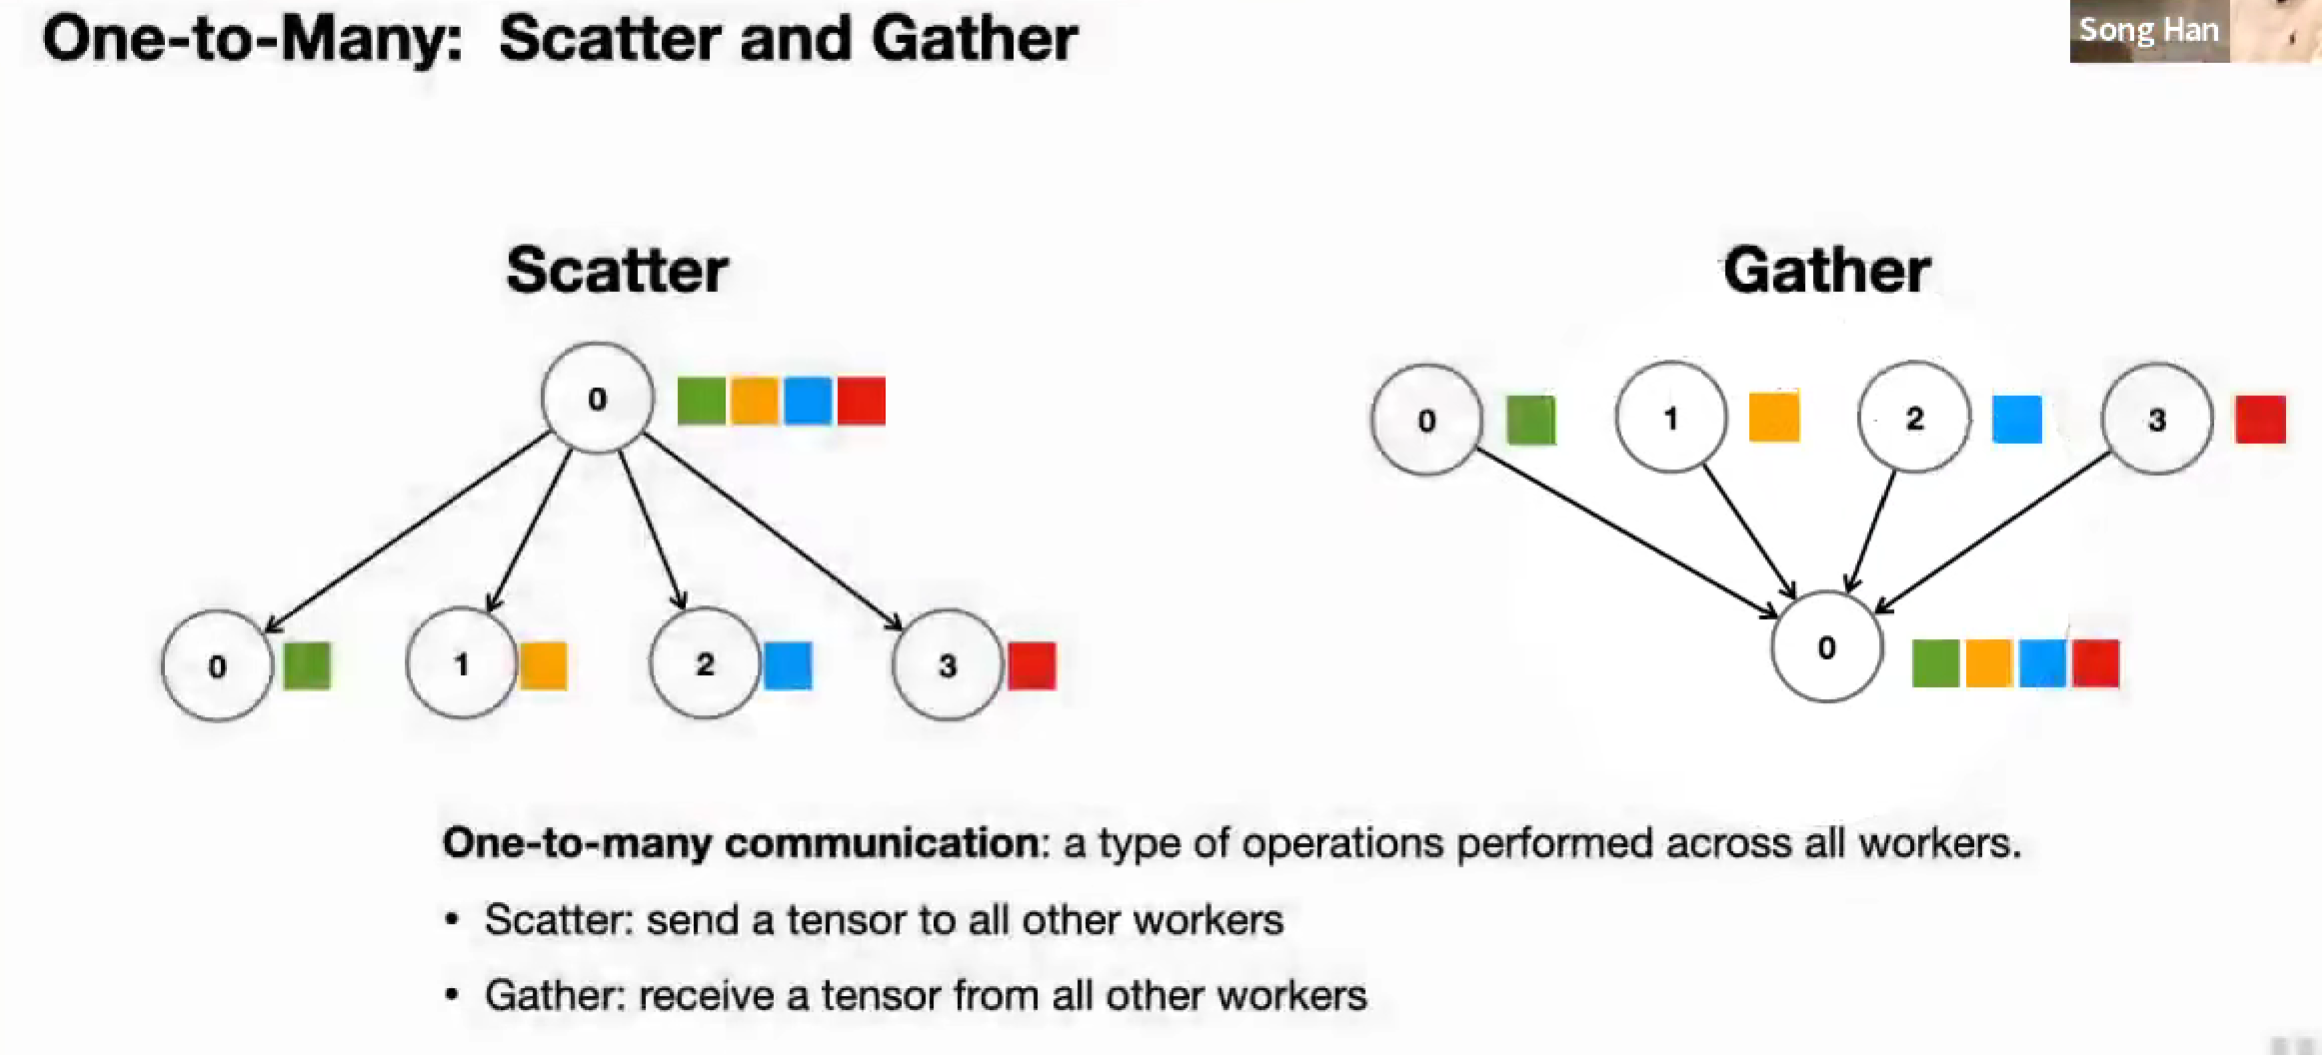 One-to-Many: Scatter and Gather
Song Han
Scatter
Gather
0
0 1 2 3
0 1 2 3
0
One-to-many communication: a type of operations performed across all workers.
• Scatter: send a tensor to all other workers
• Gather: receive a tensor from all other workers